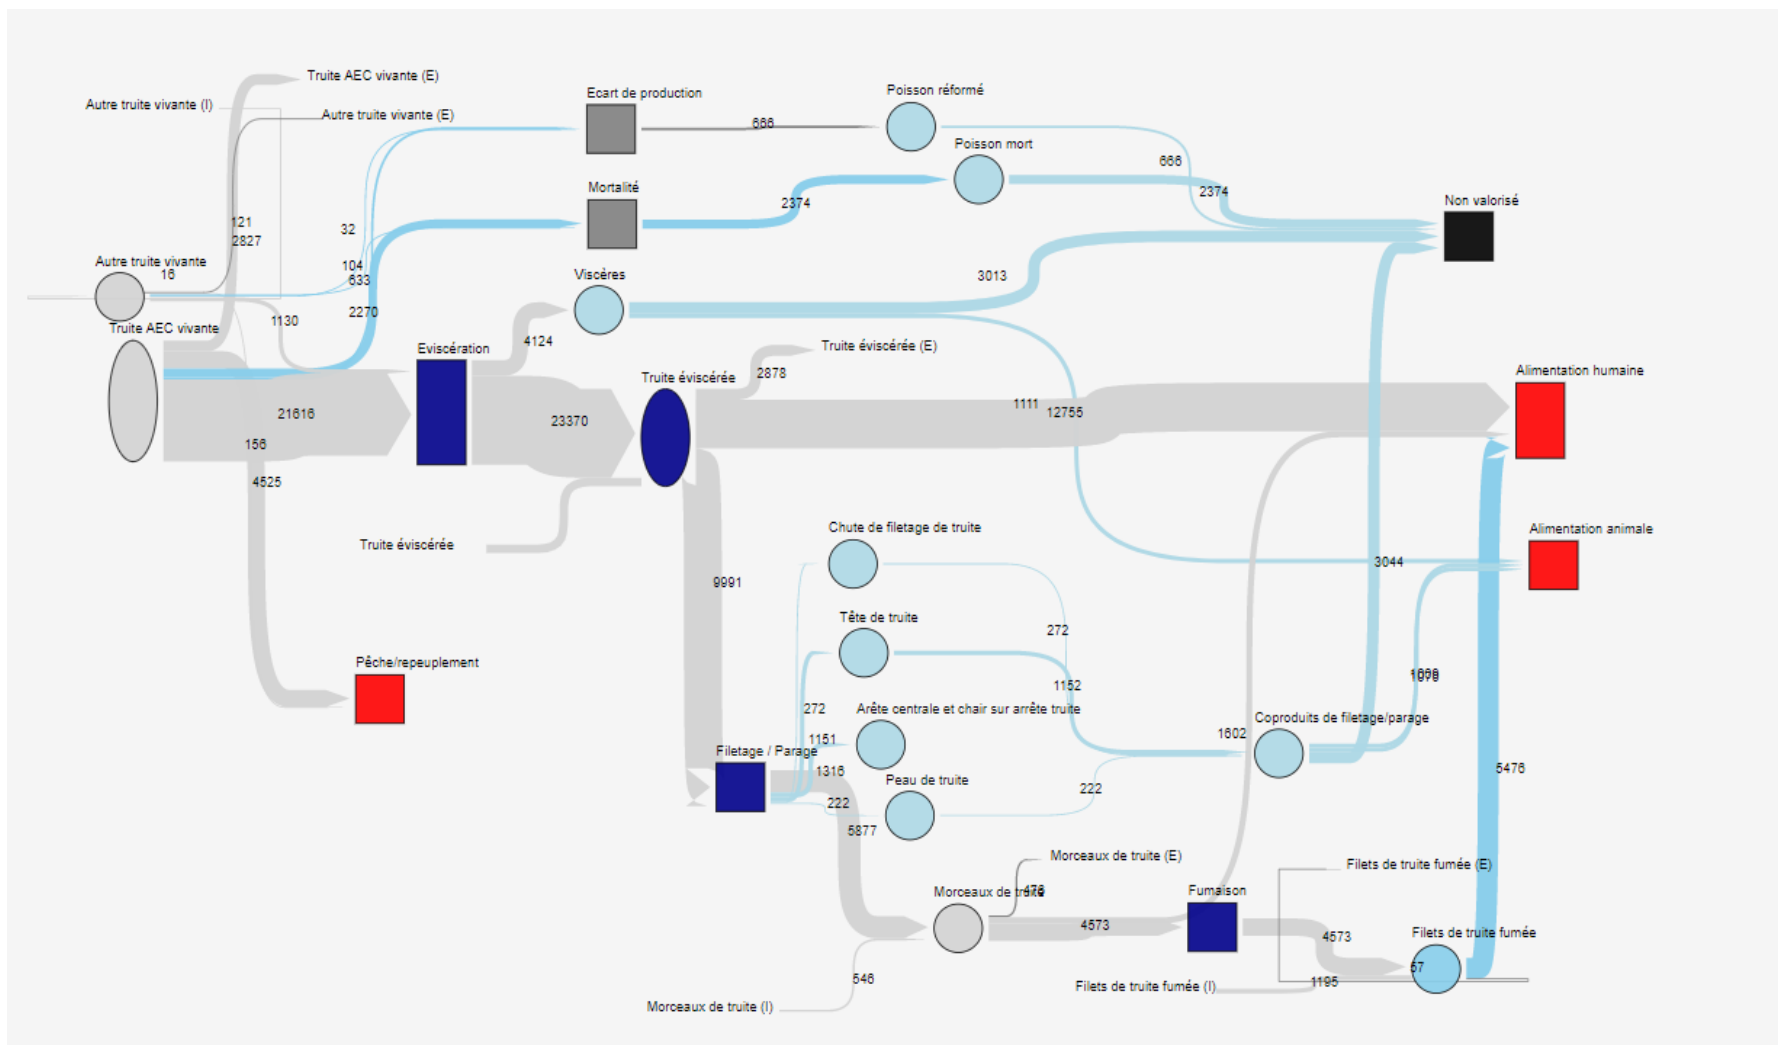 Truite AEC vivante (E)
Autre truite vivante (I)
Autre truite vivante (E)
Ecart de production
666
Poisson réformé
Poisson mort
666
2374
Mortalité
2374
Non valorisé
121
2827
32
104
633
2270
Autre truite vivante
16
1130
Viscères
3013
Truite AEC vivante
Eviscération
4124
Truite éviscérée (E)
2878
Truite éviscérée
Alimentation humaine
21616
23370
1111
12755
156
4525
Truite éviscérée
Chute de filetage de truite
Alimentation animale
3044
9991
Tête de truite
272
Pêche/repeuplement
1152
272
Arête centrale et chair sur arrête truite
Coproduits de filetage/parage
1602
1151
Filetage / Parage
1316
Peau de truite
222
222
5877
5476
Morceaux de truite (E)
Filets de truite fumée (E)
Morceaux de truite
476
Fumaison
4573
4573
Filets de truite fumée
57
546
Filets de truite fumée (I)
1195
Morceaux de truite (I)